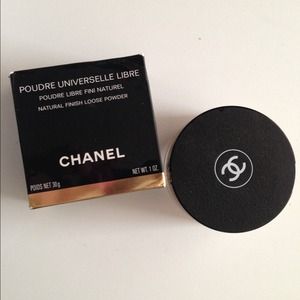 POUDRE UNIVERSELLE LIBRE
POUDRE LIBRE FINI NATUREL
NATURAL FINISH LOOSE POWDER
CHANEL
POIDS NET 30 g
NET WT. 1 OZ.